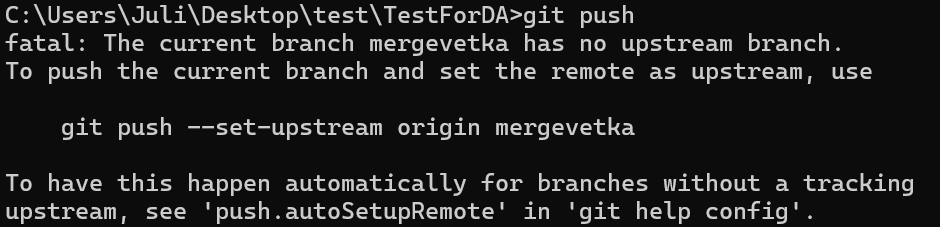 C:\Users\Juli\Desktop\test\TestForDA>git push
fatal: The current branch mergevetka has no upstream branch.
To push the current branch and set the remote as upstream, use

    git push --set-upstream origin mergevetka

To have this happen automatically for branches without a tracking
upstream, see 'push.autoSetupRemote' in 'git help config'.